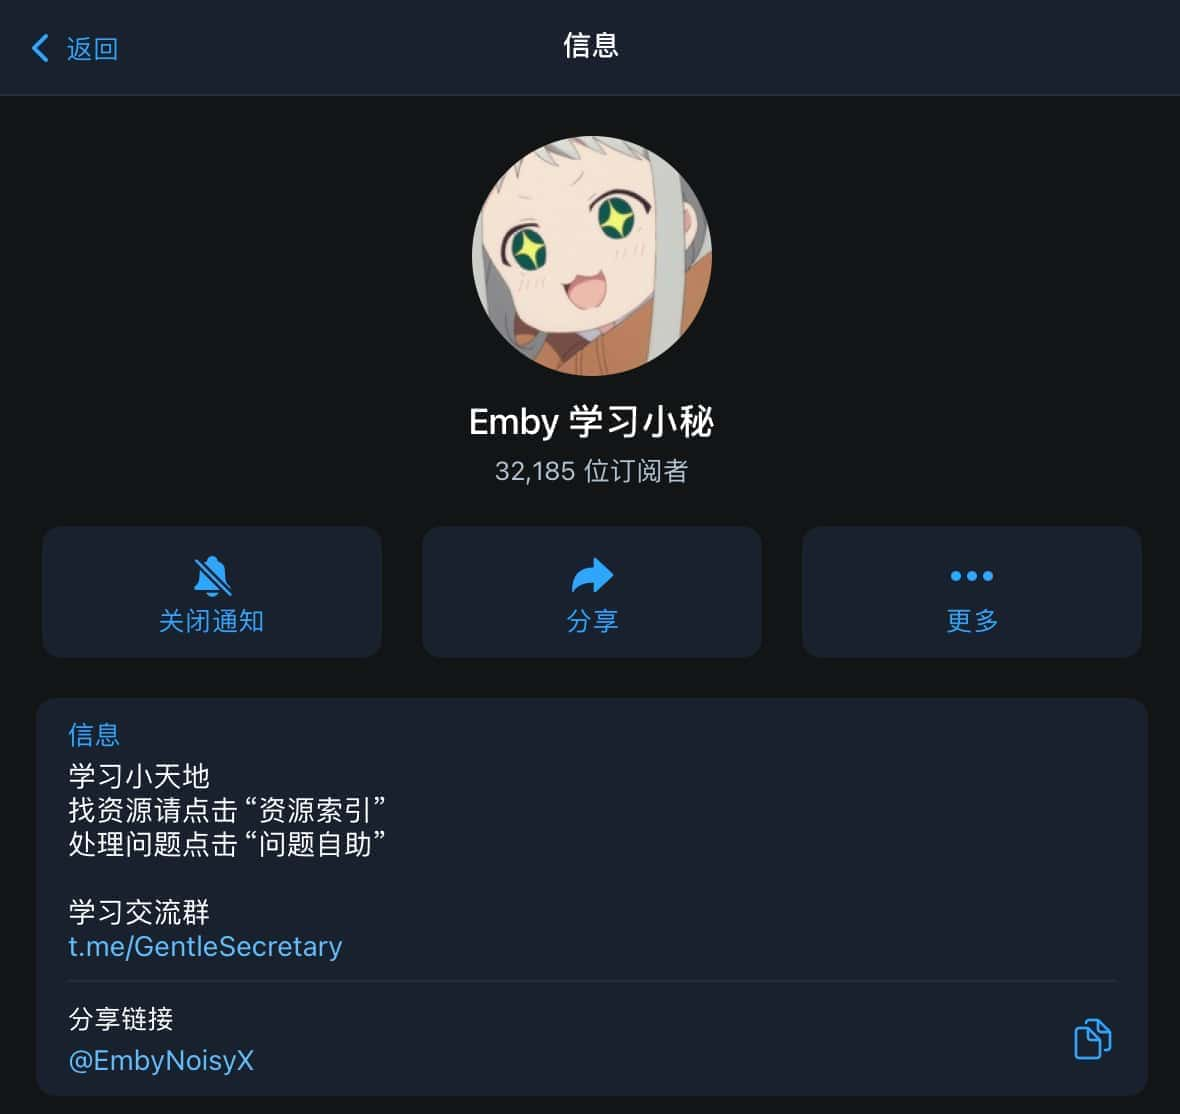 返回
信息
Emby 学习小秘
32,185 位订阅者
关闭通知
分享
更多
信息
学习小天地
找资源请点击 “资源索引”
处理问题点击 “问题自助”
学习交流群
t.me/GentleSecretary
分享链接
@EmbyNoisyX